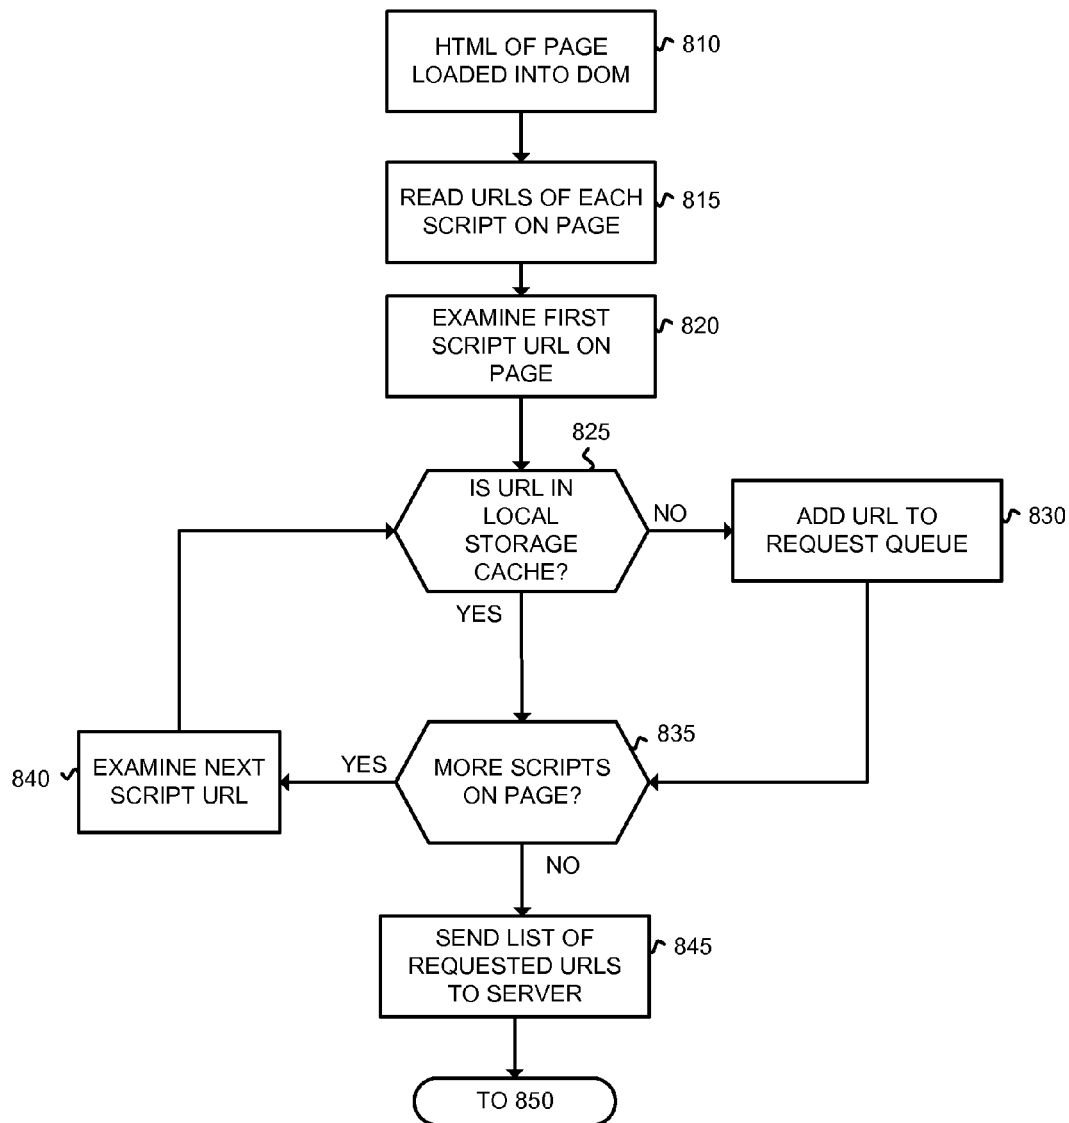 HTML OF PAGE
LOADED INTO DOM
810
READ URLS OF EACH
SCRIPT ON PAGE
815
EXAMINE FIRST
SCRIPT URL ON
PAGE
820
825
IS URL IN
LOCAL
STORAGE
CACHE?
NO
ADD URL TO
REQUEST QUEUE
830
YES
835
MORE SCRIPTS
ON PAGE?
YES
EXAMINE NEXT
SCRIPT URL
840
NO
SEND LIST OF
REQUESTED URLS
TO SERVER
845
TO 850